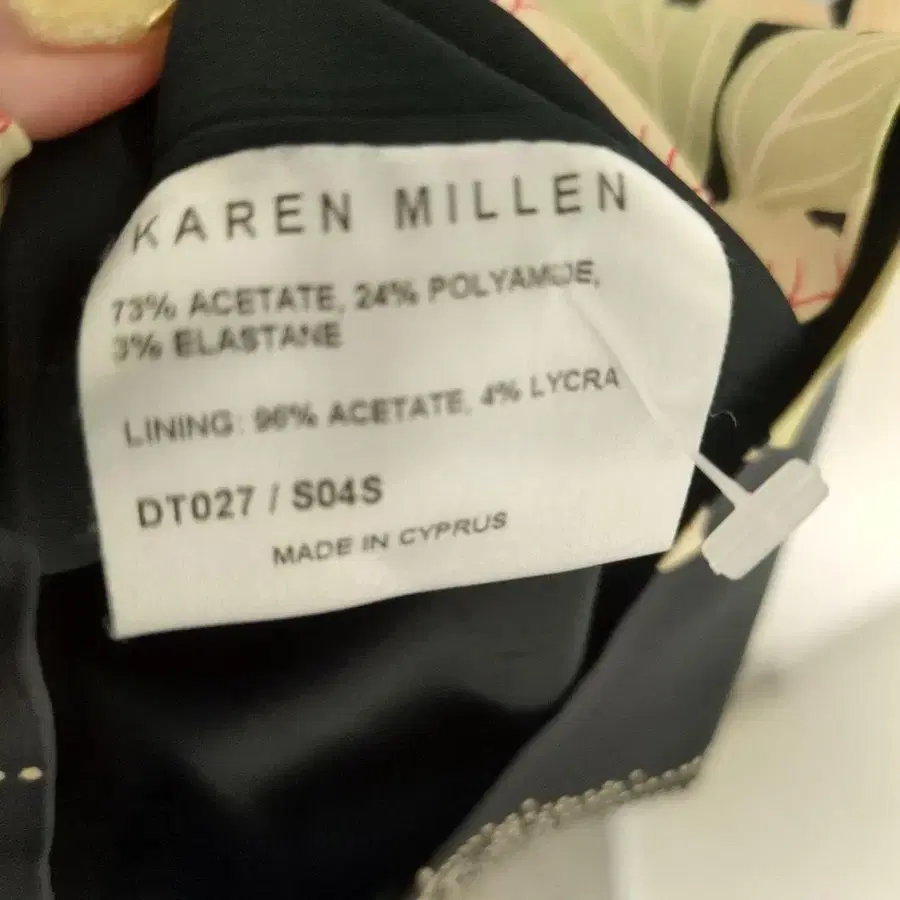 KAREN MILLEN
73% ACETATE, 24% POLYAMIDE,
3% ELASTANE
LINING: 96% ACETATE, 4% LYCRA
DT027 / S04S
MADE IN CYPRUS